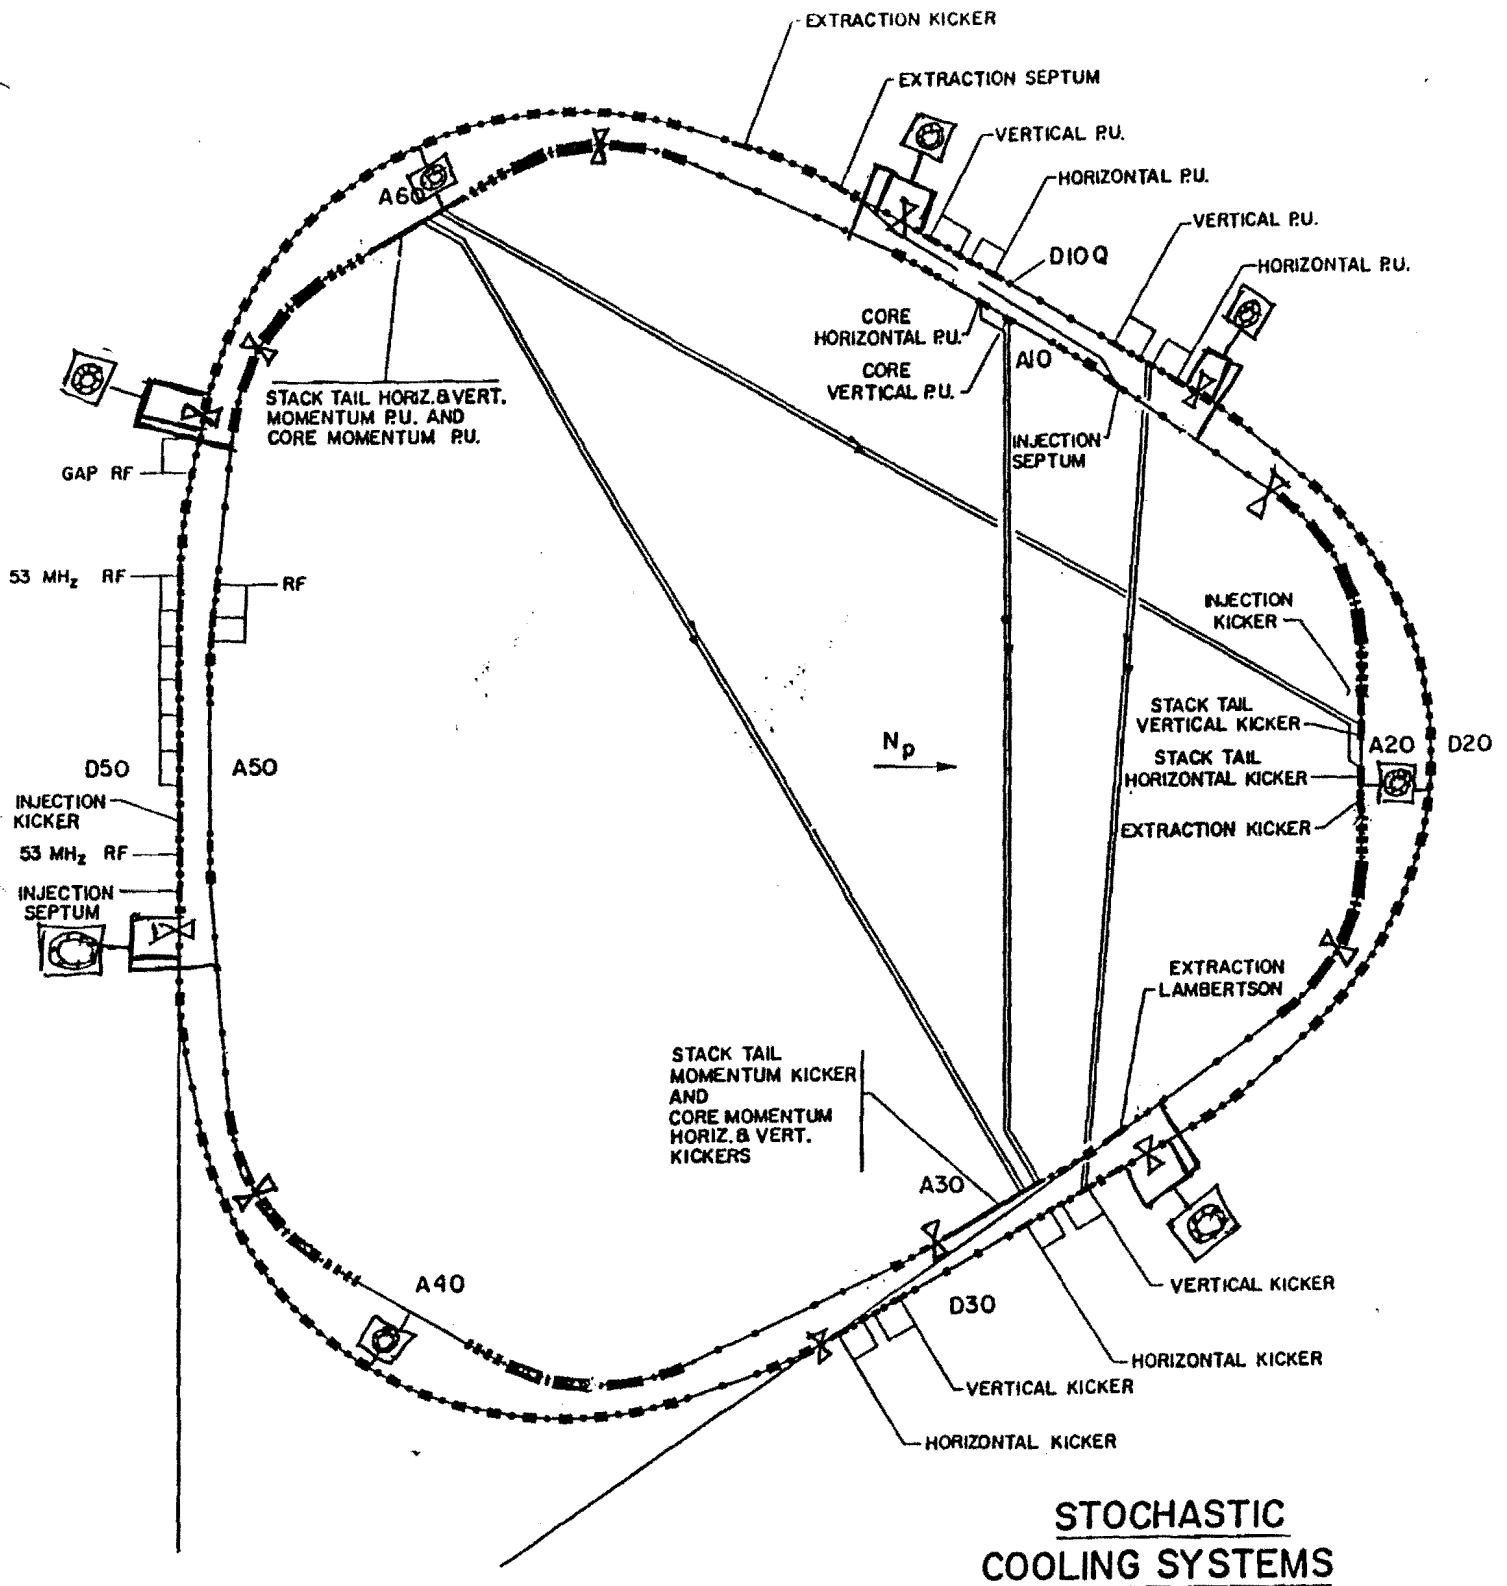 EXTRACTION KICKER
EXTRACTION SEPTUM
VERTICAL P.U.
HORIZONTAL P.U.
VERTICAL P.U.
HORIZONTAL P.U.
A60
D10Q
CORE
HORIZONTAL P.U.
A10
CORE
VERTICAL P.U.
STACK TAIL HORIZ. & VERT.
MOMENTUM P.U. AND
CORE MOMENTUM P.U.
INJECTION
SEPTUM
GAP RF
53 MHz RF
RF
INJECTION
KICKER
STACK TAIL
VERTICAL KICKER
A20
D20
STACK TAIL
HORIZONTAL KICKER
EXTRACTION KICKER
Np
D50
A50
INJECTION
KICKER
53 MHz RF
INJECTION
SEPTUM
EXTRACTION
LAMBERTSON
STACK TAIL
MOMENTUM KICKER
AND
CORE MOMENTUM
HORIZ. & VERT.
KICKERS
A30
A40
D30
VERTICAL KICKER
HORIZONTAL KICKER
VERTICAL KICKER
HORIZONTAL KICKER
STOCHASTIC
COOLING SYSTEMS